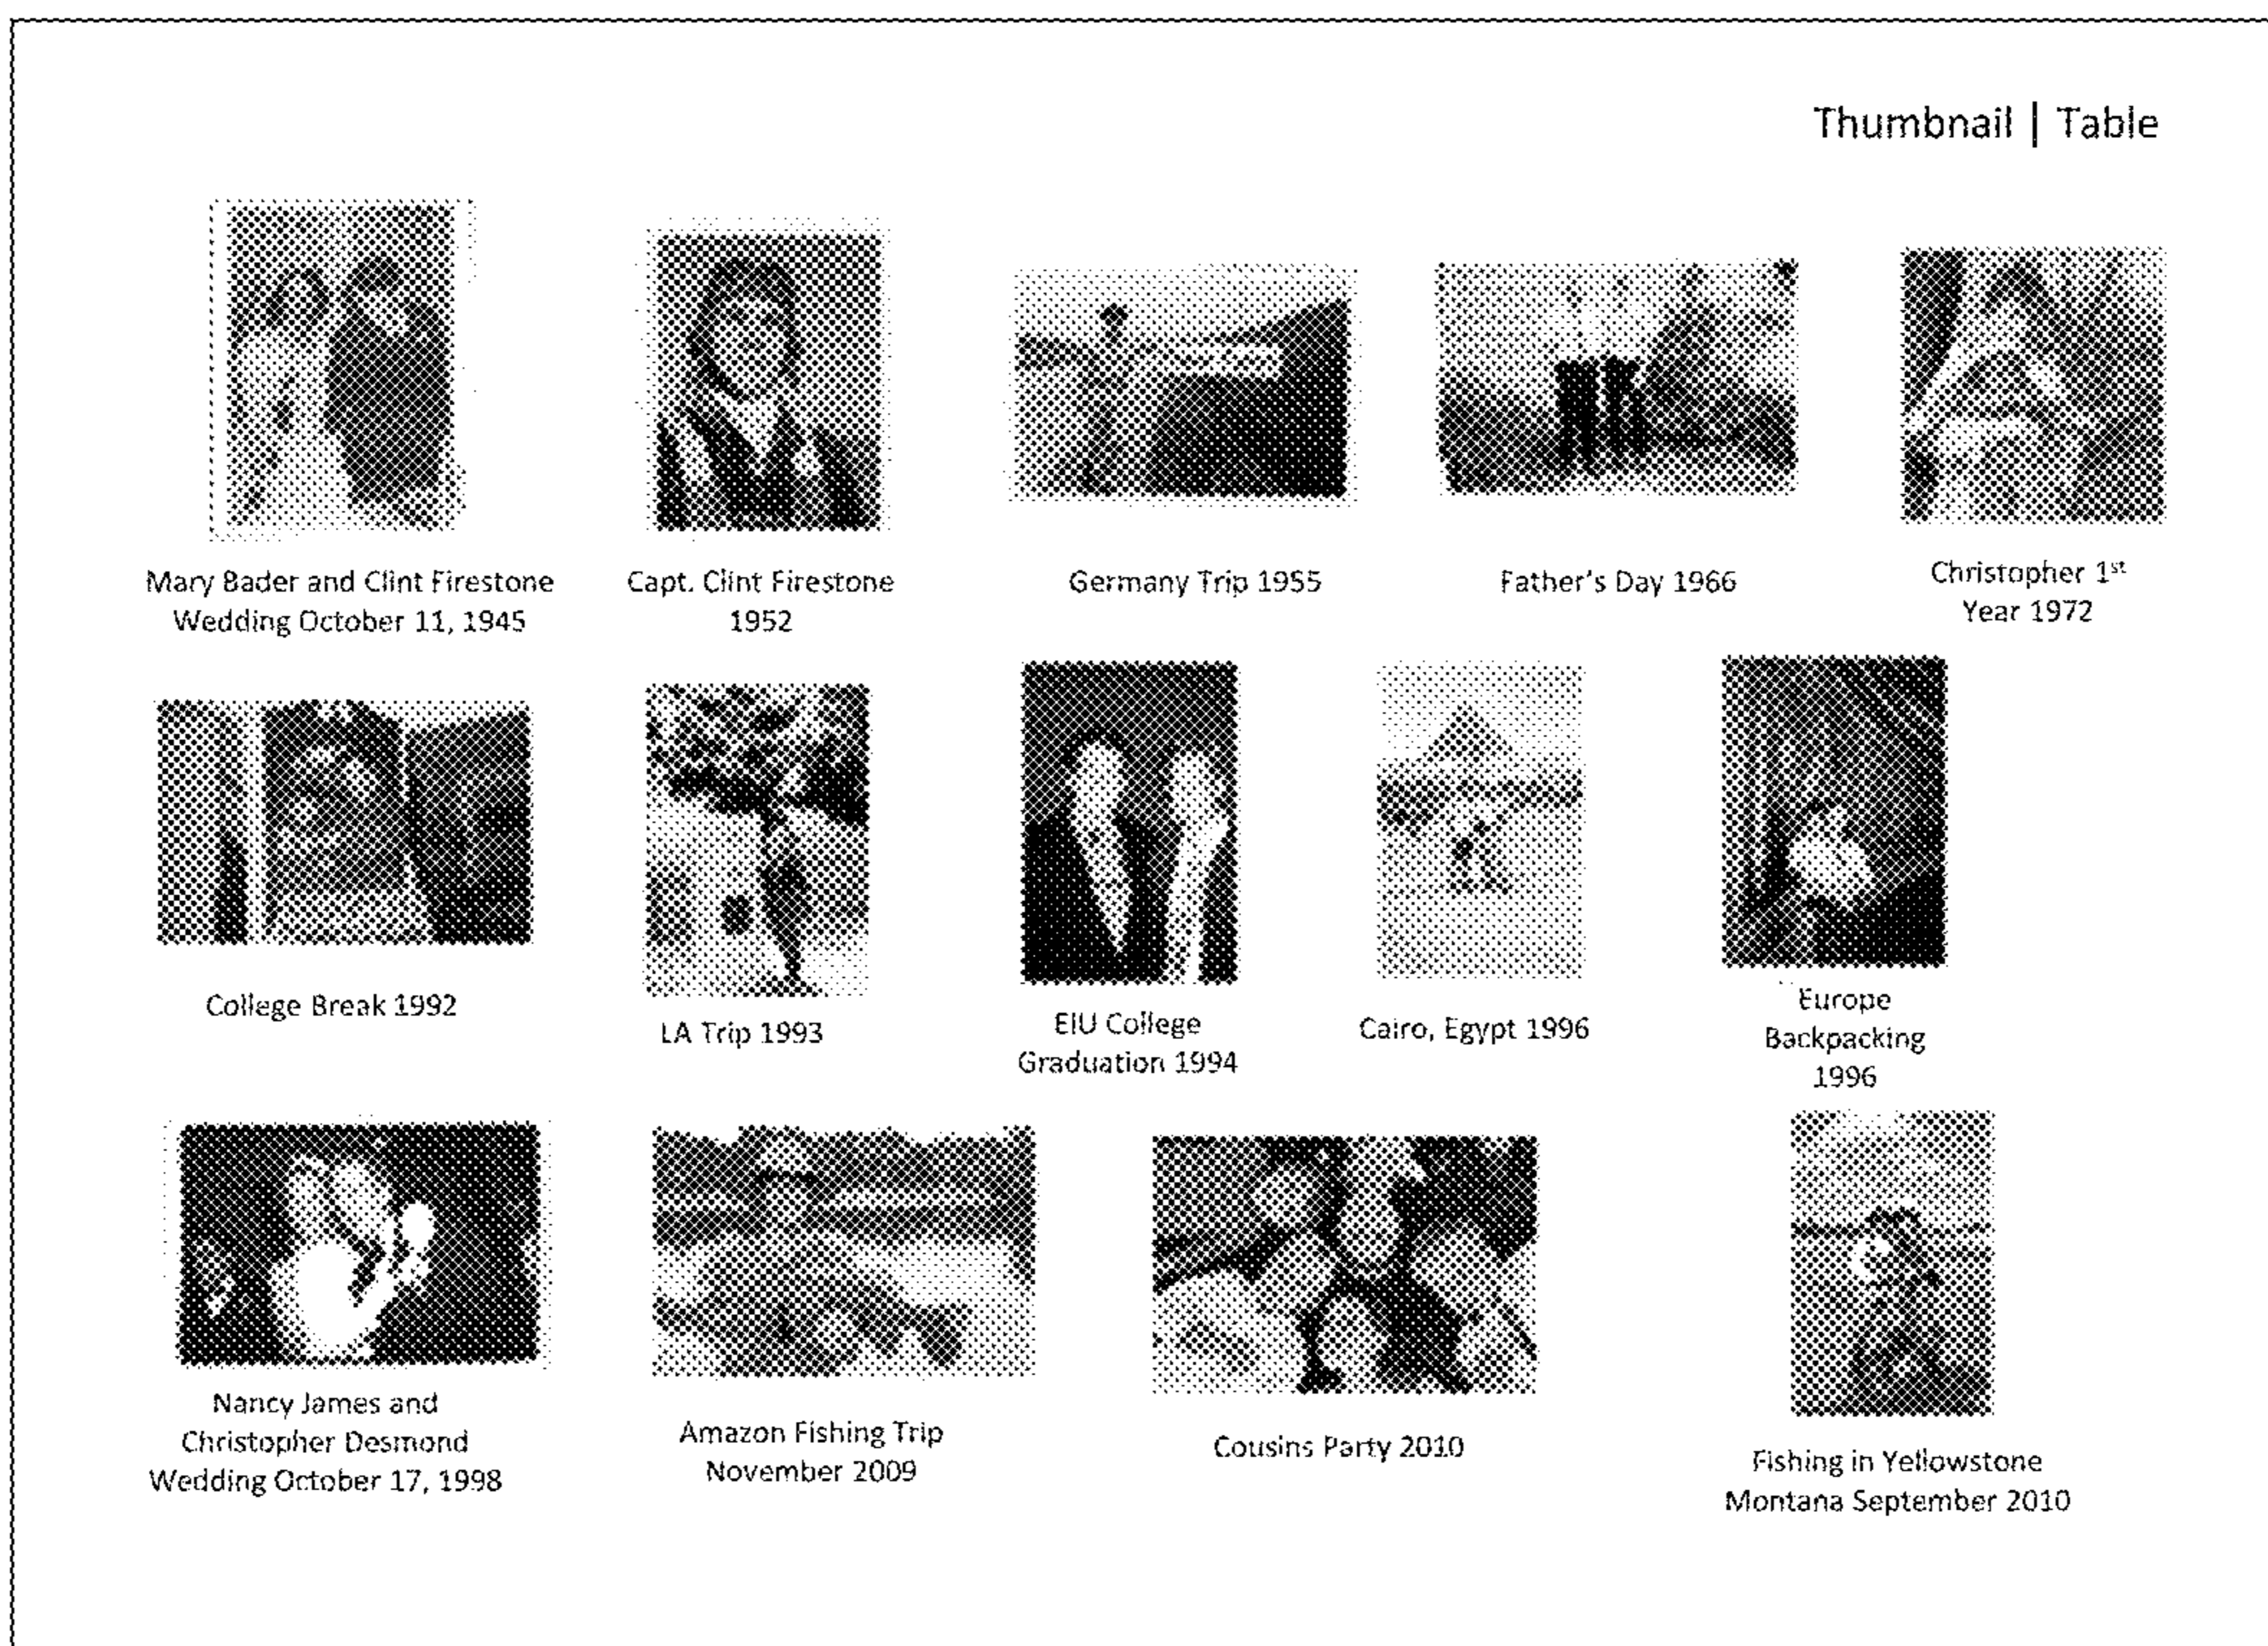 Thumbnail | Table
Mary Bader and Clint Firestone
Wedding October 11, 1945
Capt. Clint Firestone
1952
Germany Trip 1955
Father's Day 1966
Christopher 1st
Year 1972
College Break 1992
LA Trip 1993
EIU College
Graduation 1994
Cairo, Egypt 1996
Europe
Backpacking
1996
Nancy James and
Christopher Desmond
Wedding October 17, 1998
Amazon Fishing Trip
November 2009
Cousins Party 2010
Fishing in Yellowstone
Montana September 2010